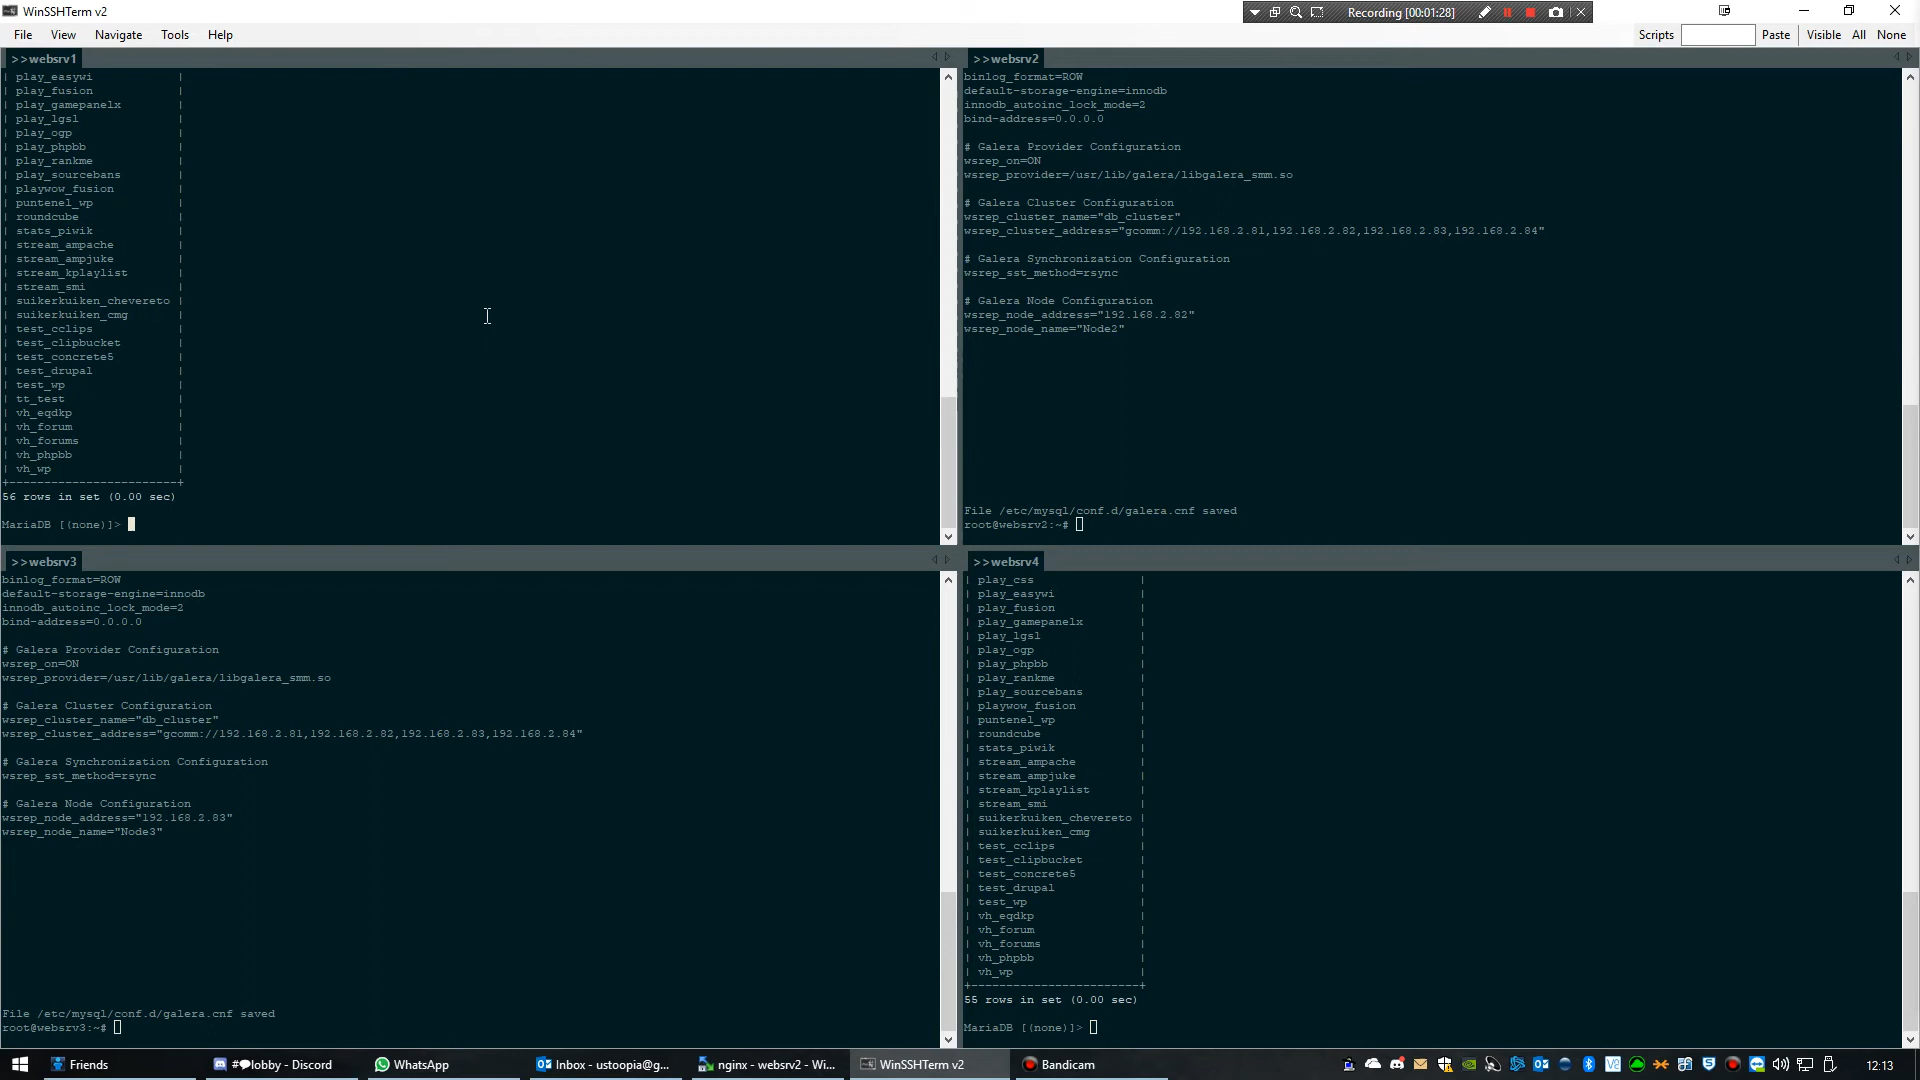 WinSSHTerm v2
Recording [00:01:28]
File View Navigate Tools Help
Scripts Paste Visible All None
>>websrv1
| play_easywi |
| play_fusion |
| play_gamepanelx |
| play_lgsl |
| play_ogp |
| play_phpbb |
| play_rankme |
| play_sourcebans |
| playwow_fusion |
| puntenel_wp |
| roundcube |
| stats_piwik |
| stream_ampache |
| stream_ampjuke |
| stream_kplaylist |
| stream_smi |
| suikerkuiken_chevereto |
| suikerkuiken_cmg |
| test_cclips |
| test_clipbucket |
| test_concrete5 |
| test_drupal |
| test_wp |
| tt_test |
| vh_eqdkp |
| vh_forum |
| vh_forums |
| vh_phpbb |
| vh_wp |
+------------------------+
56 rows in set (0.00 sec)
MariaDB [(none)]>
>>websrv2
binlog_format=ROW
default-storage-engine=innodb
innodb_autoinc_lock_mode=2
bind-address=0.0.0.0
# Galera Provider Configuration
wsrep_on=ON
wsrep_provider=/usr/lib/galera/libgalera_smm.so
# Galera Cluster Configuration
wsrep_cluster_name="db_cluster"
wsrep_cluster_address="gcomm://192.168.2.81,192.168.2.82,192.168.2.83,192.168.2.84"
# Galera Synchronization Configuration
wsrep_sst_method=rsync
# Galera Node Configuration
wsrep_node_address="192.168.2.82"
wsrep_node_name="Node2"
File /etc/mysql/conf.d/galera.cnf saved
root@websrv2:~#
>>websrv3
binlog_format=ROW
default-storage-engine=innodb
innodb_autoinc_lock_mode=2
bind-address=0.0.0.0
# Galera Provider Configuration
wsrep_on=ON
wsrep_provider=/usr/lib/galera/libgalera_smm.so
# Galera Cluster Configuration
wsrep_cluster_name="db_cluster"
wsrep_cluster_address="gcomm://192.168.2.81,192.168.2.82,192.168.2.83,192.168.2.84"
# Galera Synchronization Configuration
wsrep_sst_method=rsync
# Galera Node Configuration
wsrep_node_address="192.168.2.83"
wsrep_node_name="Node3"
File /etc/mysql/conf.d/galera.cnf saved
root@websrv3:~#
>>websrv4
| play_css |
| play_easywi |
| play_fusion |
| play_gamepanelx |
| play_lgsl |
| play_ogp |
| play_phpbb |
| play_rankme |
| play_sourcebans |
| playwow_fusion |
| puntenel_wp |
| roundcube |
| stats_piwik |
| stream_ampache |
| stream_ampjuke |
| stream_kplaylist |
| stream_smi |
| suikerkuiken_chevereto |
| suikerkuiken_cmg |
| test_cclips |
| test_clipbucket |
| test_concrete5 |
| test_drupal |
| test_wp |
| vh_eqdkp |
| vh_forum |
| vh_forums |
| vh_phpbb |
| vh_wp |
+------------------------+
55 rows in set (0.00 sec)
MariaDB [(none)]>
Friends
#lobby - Discord
WhatsApp
Inbox - ustoopia@g...
nginx - websrv2 - Wi...
WinSSHTerm v2
Bandicam
12:13